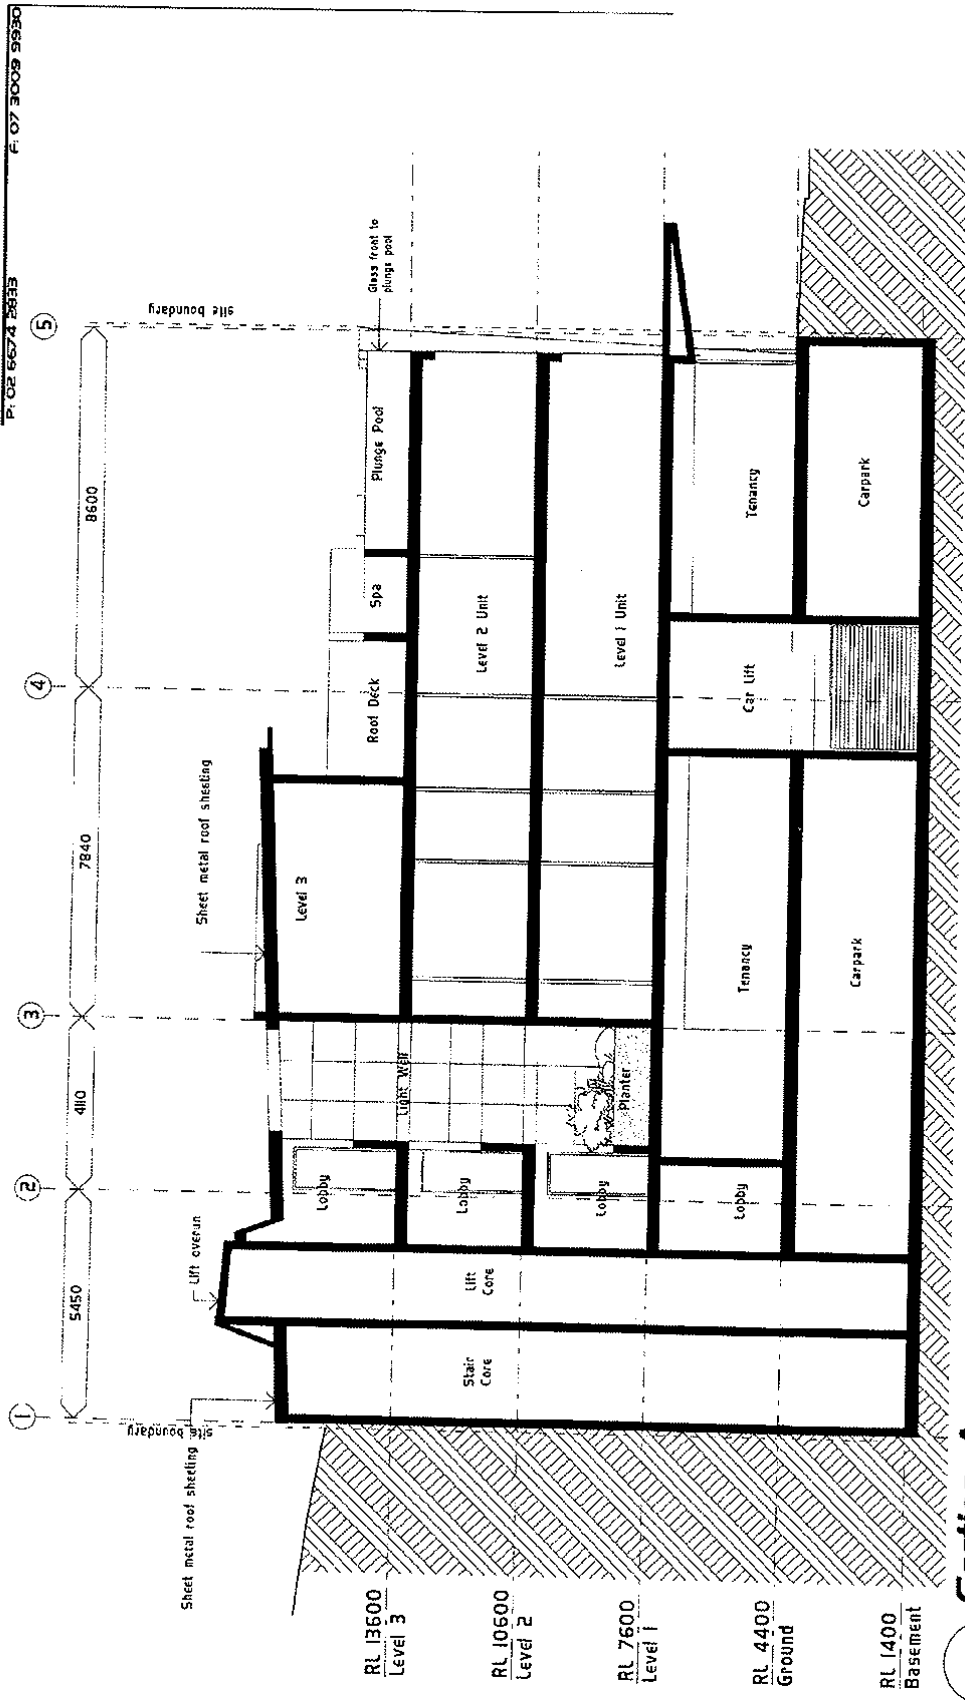 P: 02 6674 2833
F: 07 3009 9930
1
2
3
4
5
5450
4110
7840
8600
site boundary
site boundary
Sheet metal roof sheeting
Lift overun
Sheet metal roof sheeting
Glass front to
plunge pool
Lobby
Light Well
Level 3
Roof Deck
Spa
Plunge Pool
Stair
Core
Lift
Core
Lobby
Level 2 Unit
Lobby
Planter
Level 1 Unit
Lobby
Tenancy
Car Lift
Tenancy
Carpark
Carpark
RL 13600
Level 3
RL 10600
Level 2
RL 7600
Level 1
RL 4400
Ground
RL 1400
Basement